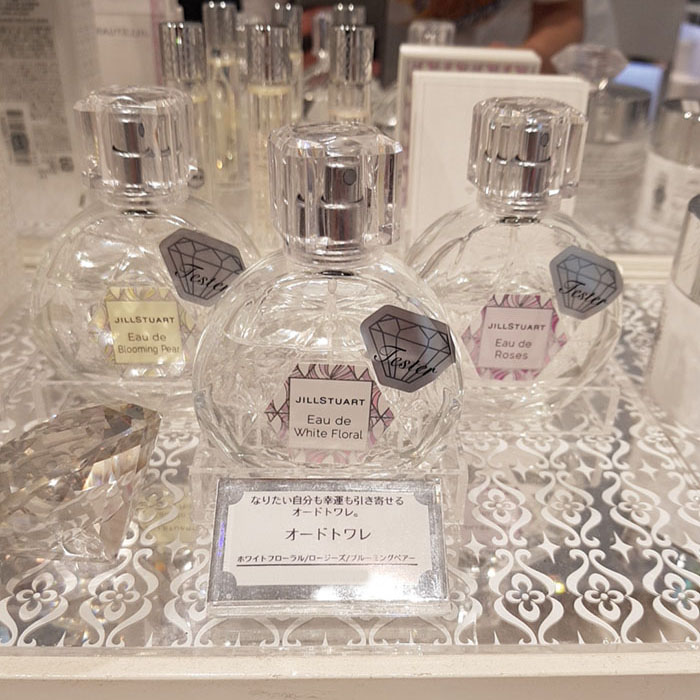 JILLSTUART
Eau de
Blooming Pear
Tester
JILLSTUART
Eau de
White Floral
Tester
JILLSTUART
Eau de
Roses
Tester
なりたい自分も幸運も引き寄せる
オードトワレ。
オードトワレ
ホワイトフローラル/ロージーズ/ブルーミングペアー